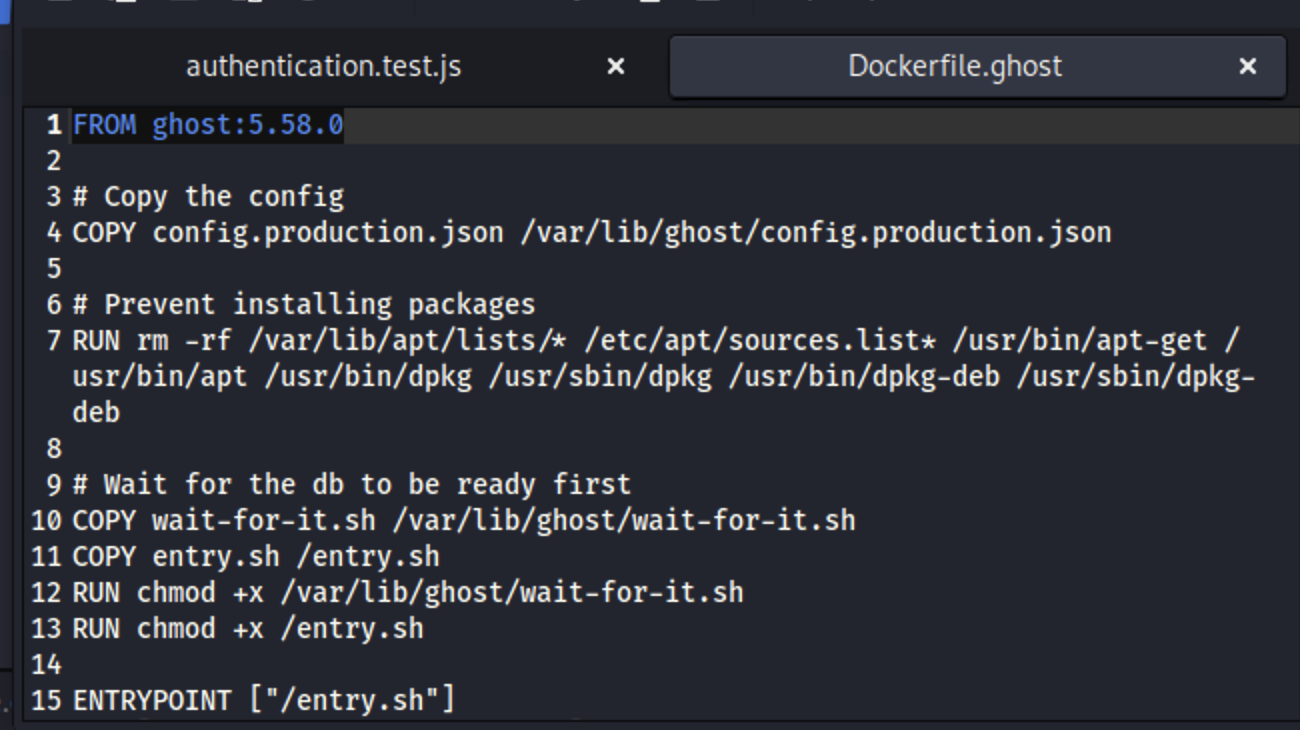 authentication.test.js × Dockerfile.ghost ×
1 FROM ghost:5.58.0
2
3 # Copy the config
4 COPY config.production.json /var/lib/ghost/config.production.json
5
6 # Prevent installing packages
7 RUN rm -rf /var/lib/apt/lists/* /etc/apt/sources.list* /usr/bin/apt-get /
usr/bin/apt /usr/bin/dpkg /usr/sbin/dpkg /usr/bin/dpkg-deb /usr/sbin/dpkg-
deb
8
9 # Wait for the db to be ready first
10 COPY wait-for-it.sh /var/lib/ghost/wait-for-it.sh
11 COPY entry.sh /entry.sh
12 RUN chmod +x /var/lib/ghost/wait-for-it.sh
13 RUN chmod +x /entry.sh
14
15 ENTRYPOINT ["/entry.sh"]